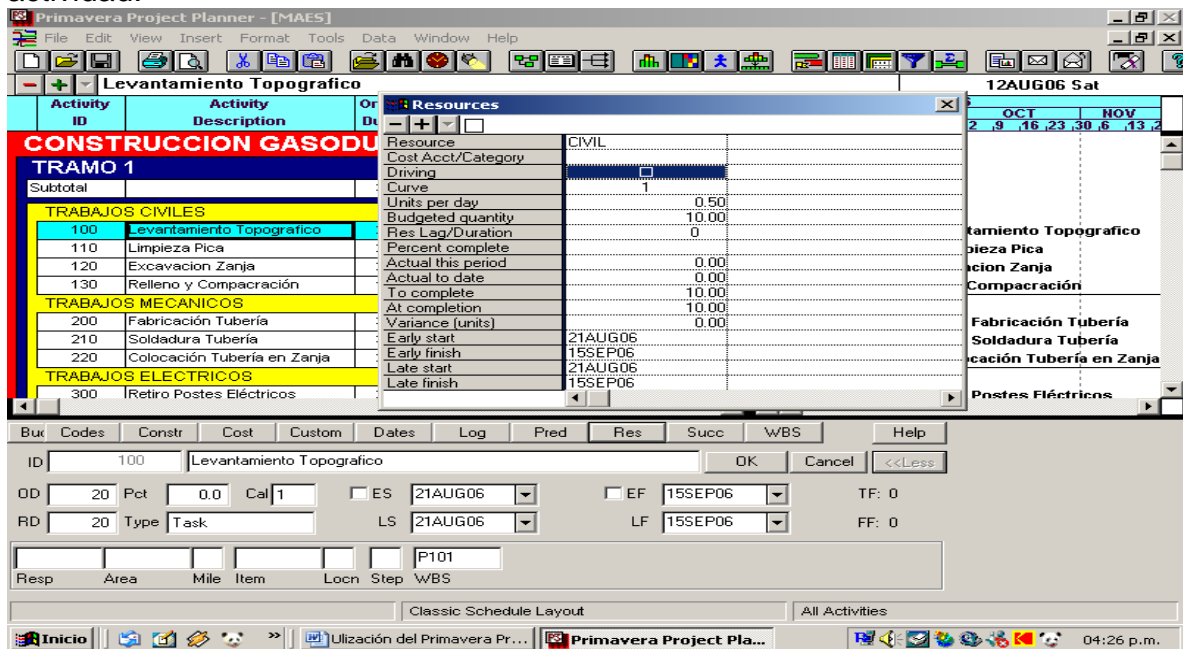 actividad.
Primavera Project Planner - [MAES]
File Edit View Insert Format Tools Data Window Help
Levantamiento Topografico
12AUG06 Sat
Activity ID
Activity Description
OCT NOV
9 16 23 30 6 13
CONSTRUCCION GASODU
TRAMO 1
Subtotal
TRABAJOS CIVILES
100 Levantamiento Topografico
110 Limpieza Pica
120 Excavacion Zanja
130 Relleno y Compacración
TRABAJOS MECANICOS
200 Fabricación Tubería
210 Soldadura Tubería
220 Colocación Tubería en Zanja
TRABAJOS ELECTRICOS
300 Retiro Postes Eléctricos
Resources
Resource CIVIL
Cost Acct/Category
Driving
Curve 1
Units per day 0.50
Budgeted quantity 10.00
Res Lag/Duration 0
Percent complete
Actual this period 0.00
Actual to date 0.00
To complete 10.00
At completion 10.00
Variance (units) 0.00
Early start 21AUG06
Early finish 15SEP06
Late start 21AUG06
Late finish 15SEP06
tamiento Topografico
pieza Pica
cion Zanja
Compacración
Fabricación Tubería
Soldadura Tubería
cación Tubería en Zanja
Postes Eléctricos
Codes Constr Cost Custom Dates Log Pred Res Succ WBS Help
ID 100 Levantamiento Topografico OK Cancel <<Less
OD 20 Pct 0.0 Cal 1 ES 21AUG06 EF 15SEP06 TF: 0
RD 20 Type Task LS 21AUG06 LF 15SEP06 FF: 0
P101
Resp Area Mile Item Locn Step WBS
Classic Schedule Layout All Activities
Inicio » Ulización del Primavera Pr... Primavera Project Pla... 04:26 p.m.